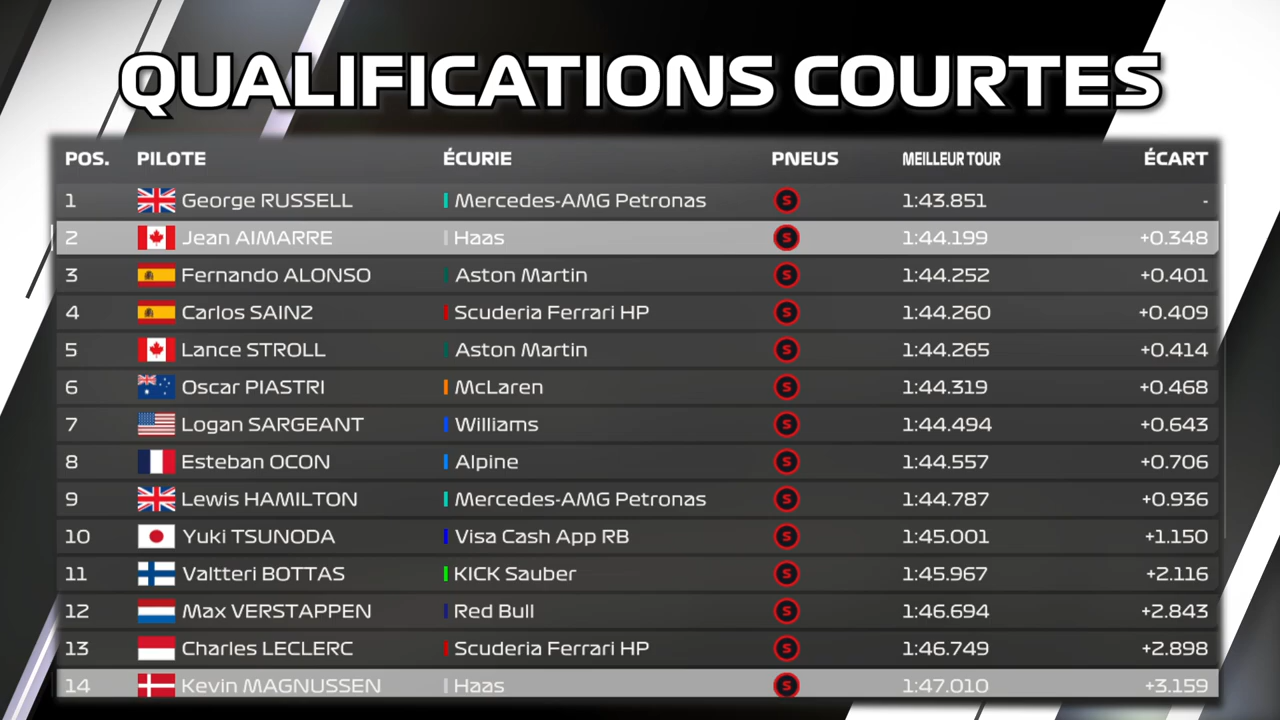 QUALIFICATIONS COURTES
POS. PILOTE ÉCURIE PNEUS MEILLEUR TOUR ÉCART
1 George RUSSELL Mercedes-AMG Petronas S 1:43.851 -
2 Jean AIMARRE Haas S 1:44.199 +0.348
3 Fernando ALONSO Aston Martin S 1:44.252 +0.401
4 Carlos SAINZ Scuderia Ferrari HP S 1:44.260 +0.409
5 Lance STROLL Aston Martin S 1:44.265 +0.414
6 Oscar PIASTRI McLaren S 1:44.319 +0.468
7 Logan SARGEANT Williams S 1:44.494 +0.643
8 Esteban OCON Alpine S 1:44.557 +0.706
9 Lewis HAMILTON Mercedes-AMG Petronas S 1:44.787 +0.936
10 Yuki TSUNODA Visa Cash App RB S 1:45.001 +1.150
11 Valtteri BOTTAS KICK Sauber S 1:45.967 +2.116
12 Max VERSTAPPEN Red Bull S 1:46.694 +2.843
13 Charles LECLERC Scuderia Ferrari HP S 1:46.749 +2.898
14 Kevin MAGNUSSEN Haas S 1:47.010 +3.159